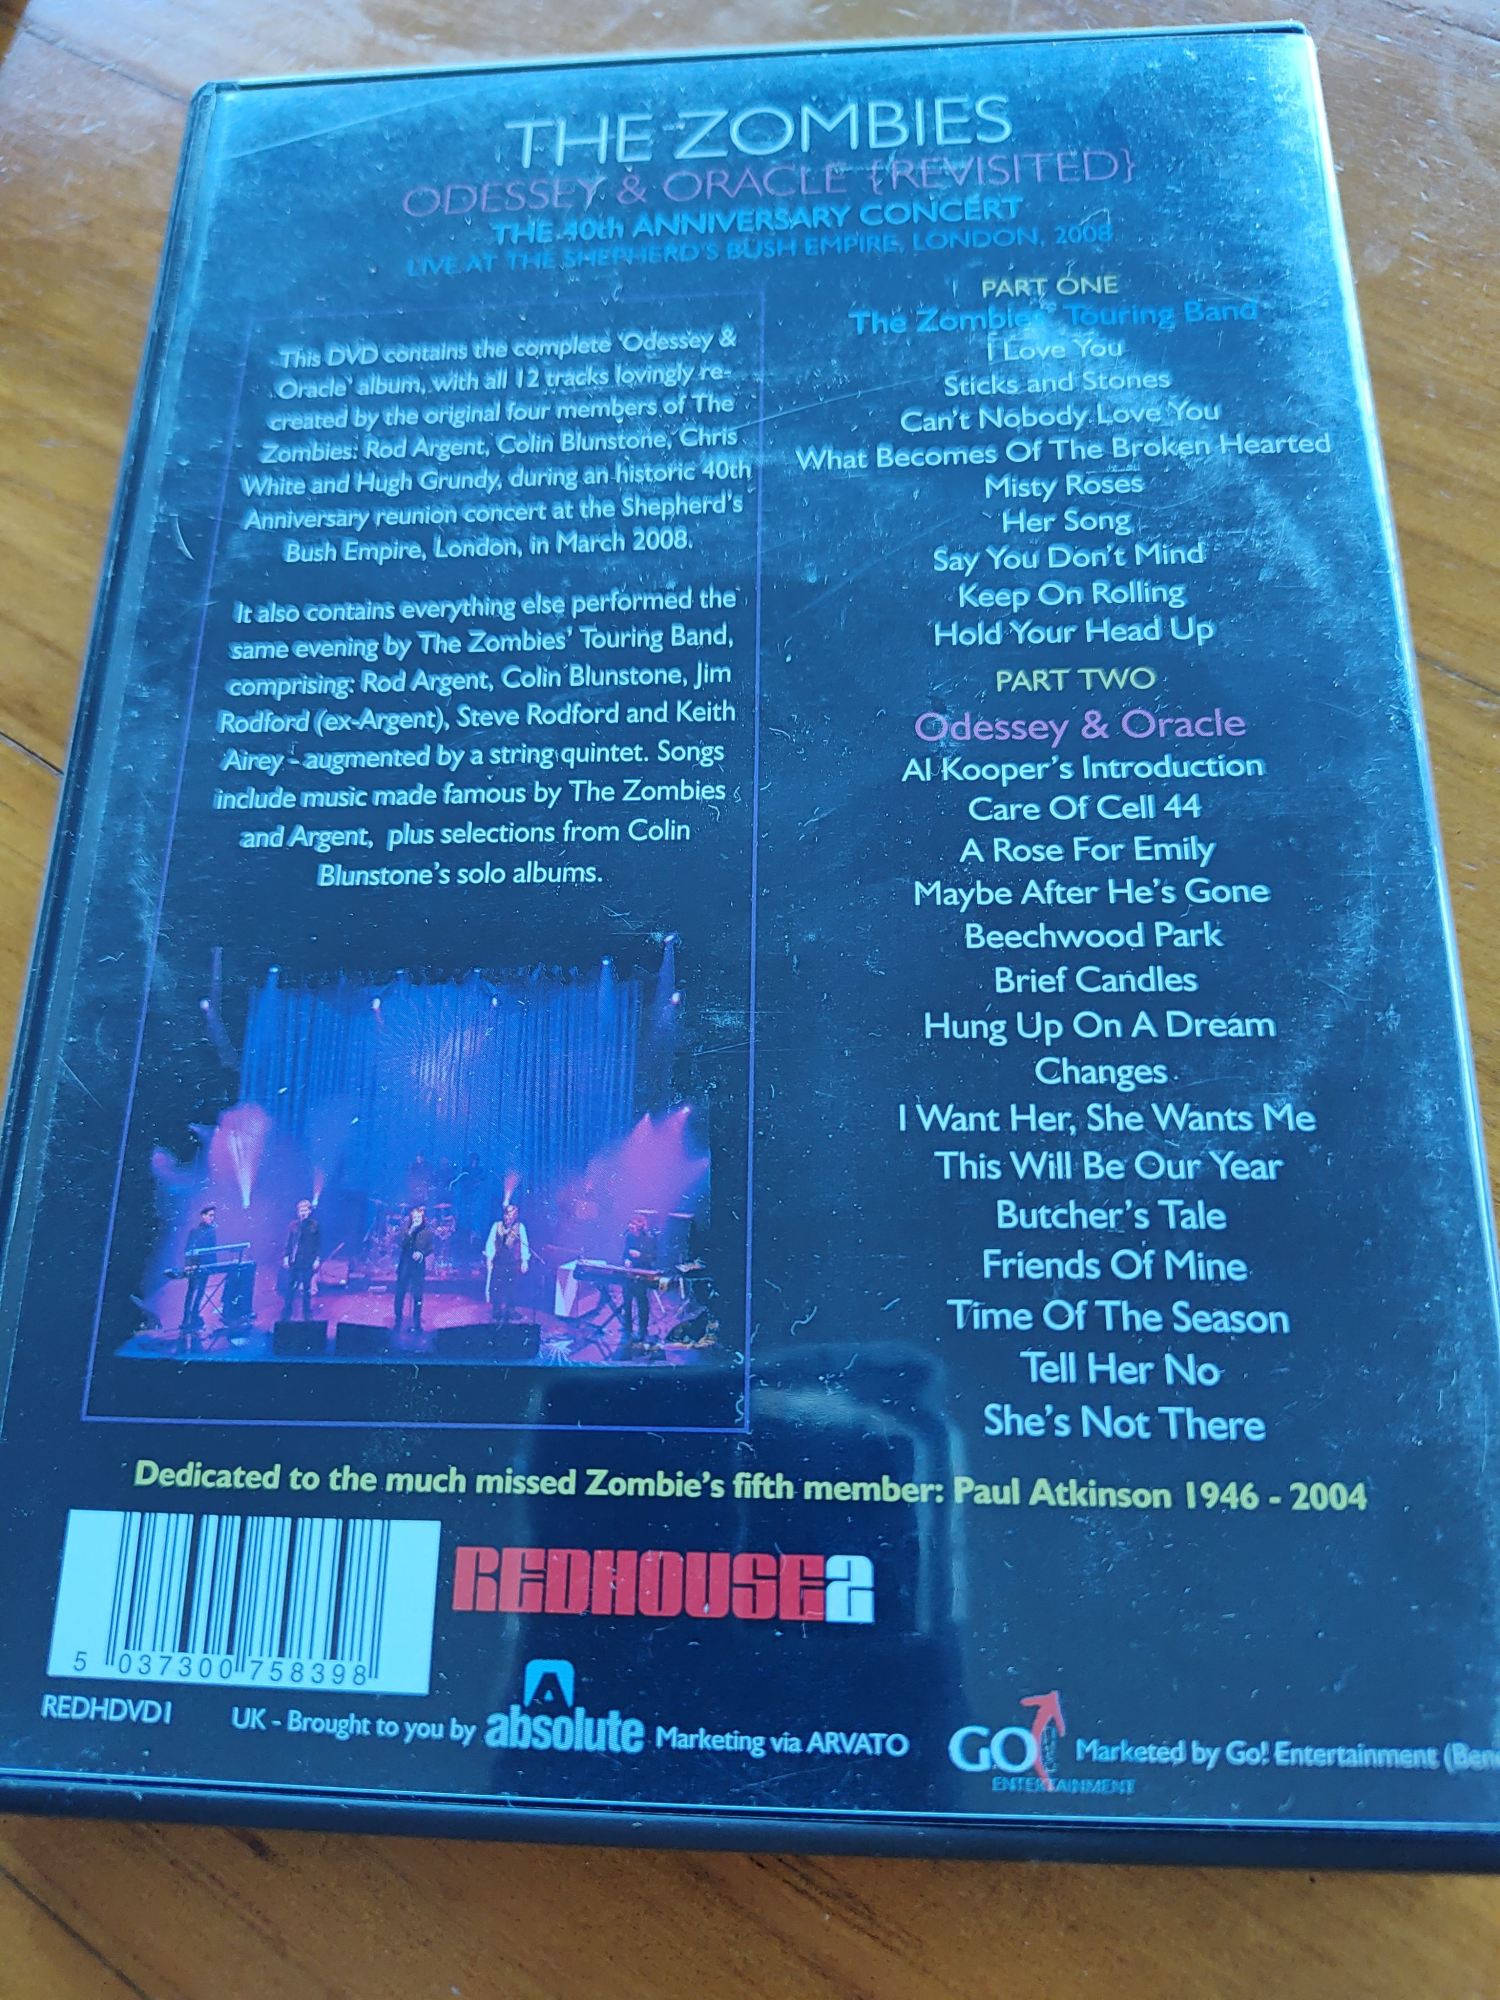 THE ZOMBIES
ODESSEY & ORACLE {REVISITED}
THE 40th ANNIVERSARY CONCERT
LIVE AT THE SHEPHERD'S BUSH EMPIRE, LONDON, 2008
This DVD contains the complete 'Odessey &
Oracle' album, with all 12 tracks lovingly re-
created by the original four members of The
Zombies: Rod Argent, Colin Blunstone, Chris
White and Hugh Grundy, during an historic 40th
Anniversary reunion concert at the Shepherd's
Bush Empire, London, in March 2008.
It also contains everything else performed the
same evening by The Zombies' Touring Band,
comprising: Rod Argent, Colin Blunstone, Jim
Rodford (ex-Argent), Steve Rodford and Keith
Airey - augmented by a string quintet. Songs
include music made famous by The Zombies
and Argent, plus selections from Colin
Blunstone's solo albums.
PART ONE
The Zombies' Touring Band
I Love You
Sticks and Stones
Can't Nobody Love You
What Becomes Of The Broken Hearted
Misty Roses
Her Song
Say You Don't Mind
Keep On Rolling
Hold Your Head Up
PART TWO
Odessey & Oracle
Al Kooper's Introduction
Care Of Cell 44
A Rose For Emily
Maybe After He's Gone
Beechwood Park
Brief Candles
Hung Up On A Dream
Changes
I Want Her, She Wants Me
This Will Be Our Year
Butcher's Tale
Friends Of Mine
Time Of The Season
Tell Her No
She's Not There
Dedicated to the much missed Zombie's fifth member: Paul Atkinson 1946 - 2004
5 037300 758398
REDHOUSE2
REDHDVD1
UK - Brought to you by absolute Marketing via ARVATO
GO! ENTERTAINMENT
Marketed by Go! Entertainment